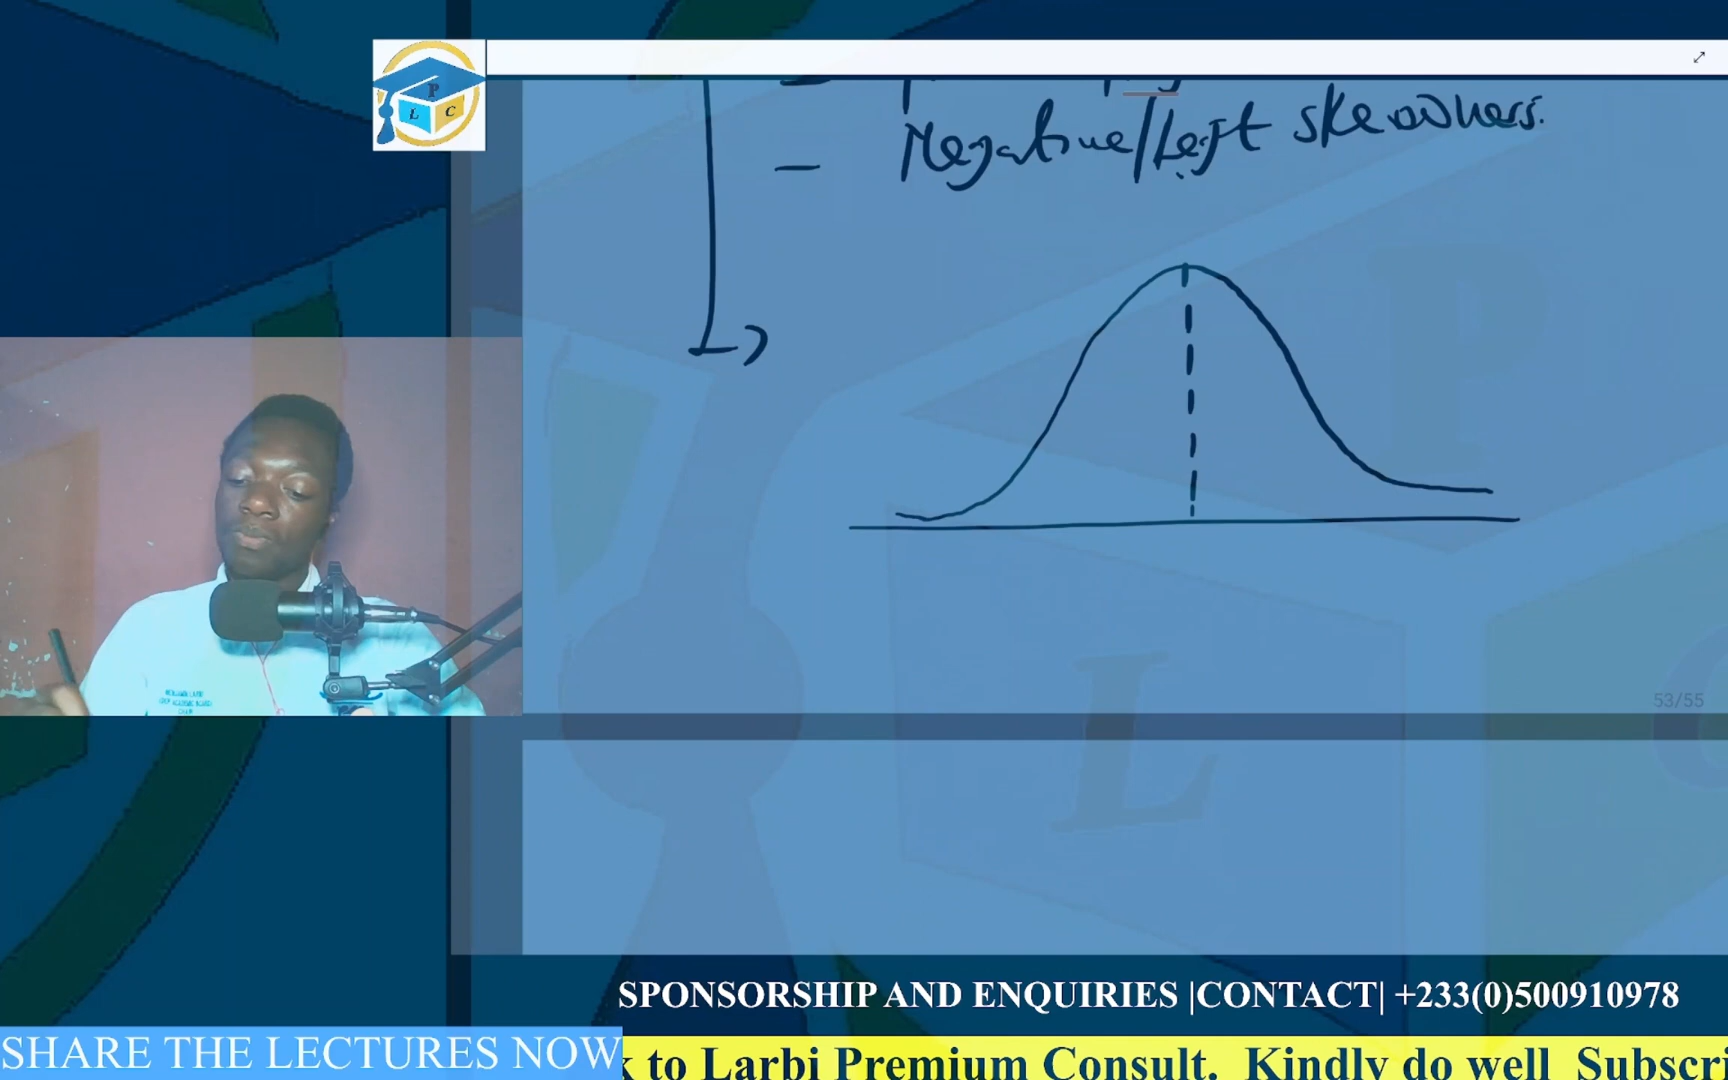 P
L C
Negative/Left skewness.
P
L
53/55
SPONSORSHIP AND ENQUIRIES |CONTACT| +233(0)500910978
SHARE THE LECTURES NOW
k to Larbi Premium Consult. Kindly do well Subscri